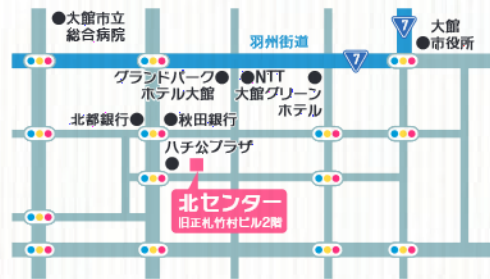 ●大館市立
総合病院
羽州街道
7
7
大館
●市役所
グランドパーク●
ホテル大館
●NTT
大館グリーン
ホテル
北都銀行●
●秋田銀行
ハチ公プラザ
北センター
旧正札竹村ビル2階